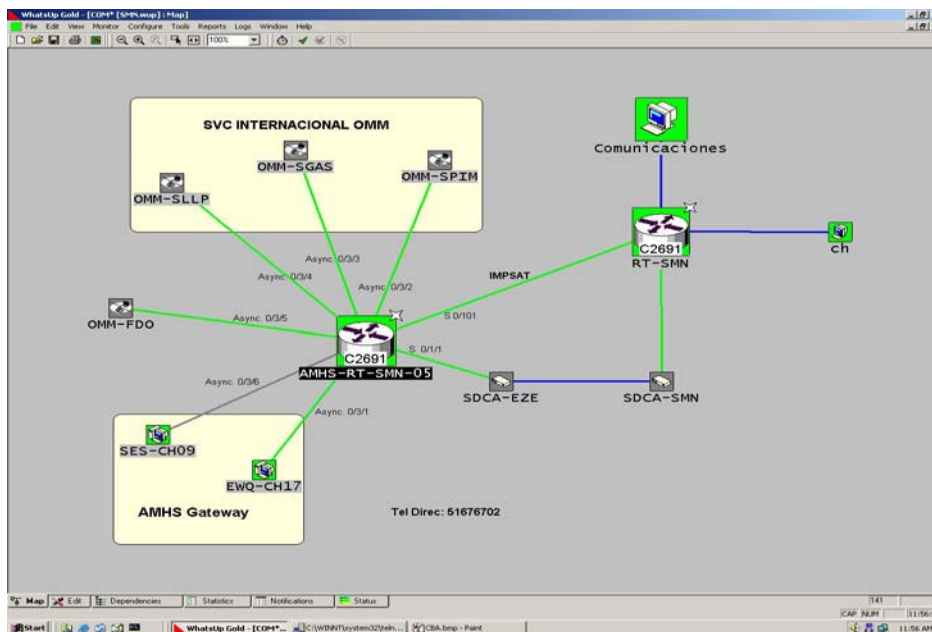 WhatsUp Gold - [COM* [SMN.wup] : Map]
File Edit View Monitor Configure Tools Reports Logs Window Help
100%
SVC INTERNACIONAL OMM
OMM-SGAS
OMM-SPIM
OMM-SLLP
Comunicaciones
C2691
RT-SMN
ch
Async. 0/3/3
Async. 0/3/4
Async. 0/3/2
IMPSAT
OMM-FDO
Async. 0/3/5
S 0/101
C2691
AMHS-RT-SMN-05
S 0/1/1
Async. 0/3/6
SDCA-EZE
SDCA-SMN
Async. 0/3/1
SES-CH09
EWQ-CH17
AMHS Gateway
Tel Direc: 51676702
Map Edit Dependencies Statistics Notifications Status
141
CAP NUM 11:56
Start WhatsUp Gold - [COM*... C:\WINNT\system32\teln... CBA.bmp - Paint 11:56 AM